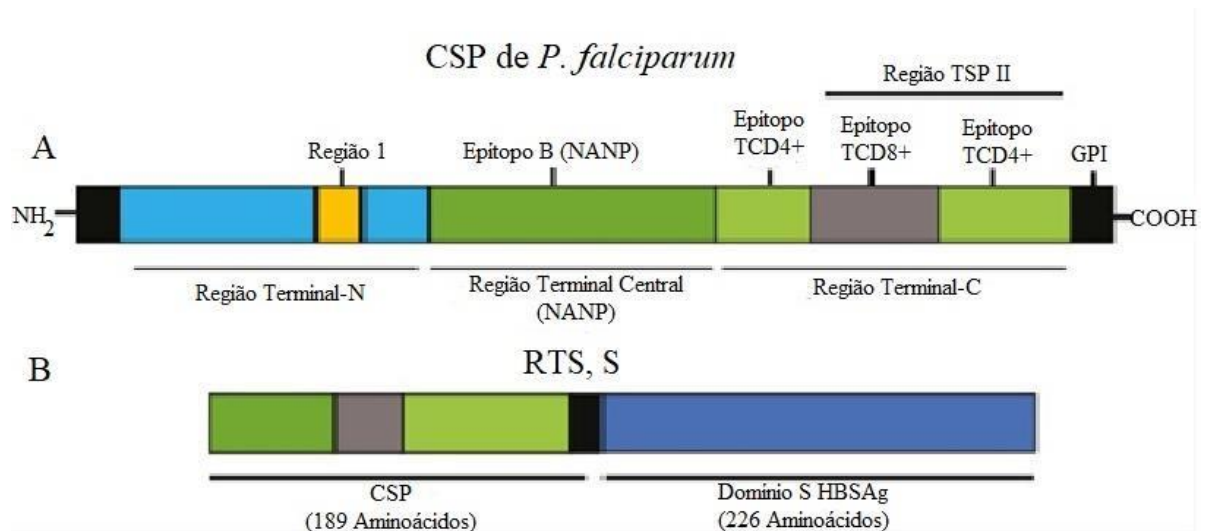 CSP de P. falciparum
Região TSP II
A
Região 1
Epitopo B (NANP)
Epitopo
TCD4+
Epitopo
TCD8+
Epitopo
TCD4+
GPI
NH2
COOH
Região Terminal-N
Região Terminal Central
(NANP)
Região Terminal-C
B
RTS, S
CSP
(189 Aminoácidos)
Domínio S HBSAg
(226 Aminoácidos)